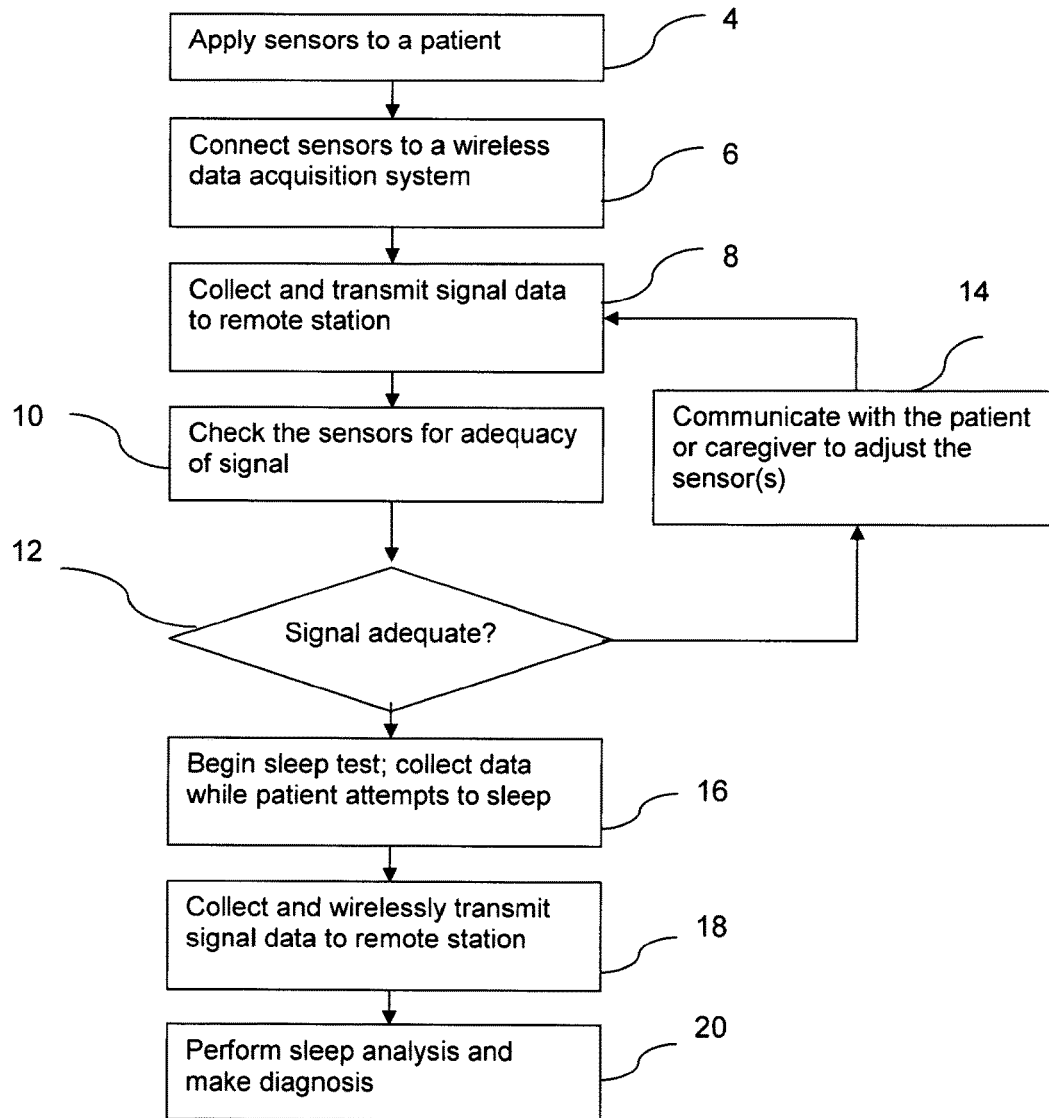 Apply sensors to a patient
4
Connect sensors to a wireless
data acquisition system
6
Collect and transmit signal data
to remote station
8
14
Communicate with the patient
or caregiver to adjust the
sensor(s)
10
Check the sensors for adequacy
of signal
12
Signal adequate?
Begin sleep test; collect data
while patient attempts to sleep
16
Collect and wirelessly transmit
signal data to remote station
18
Perform sleep analysis and
make diagnosis
20